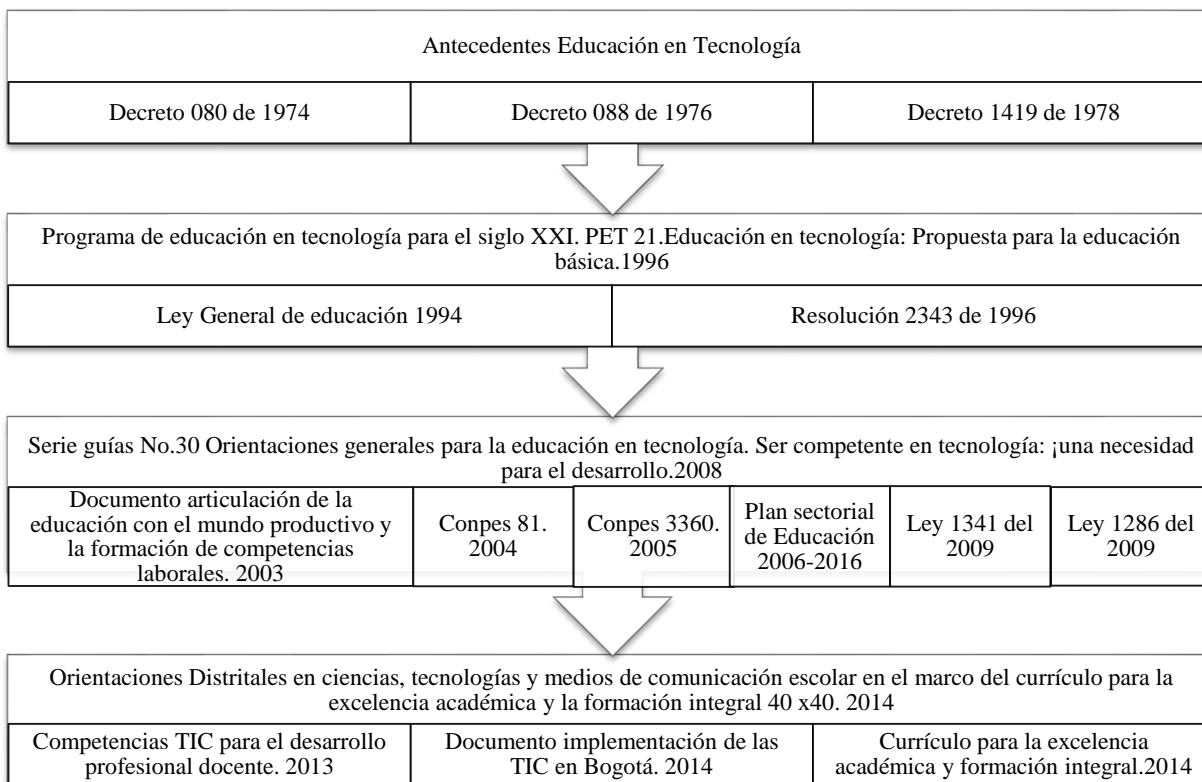 Antecedentes Educación en Tecnología
Decreto 080 de 1974
Decreto 088 de 1976
Decreto 1419 de 1978
Programa de educación en tecnología para el siglo XXI. PET 21.Educación en tecnología: Propuesta para la educación
básica.1996
Ley General de educación 1994
Resolución 2343 de 1996
Serie guías No.30 Orientaciones generales para la educación en tecnología. Ser competente en tecnología: ¡una necesidad
para el desarrollo.2008
Documento articulación de la
educación con el mundo productivo y
la formación de competencias
laborales. 2003
Conpes 81.
2004
Conpes 3360.
2005
Plan sectorial
de Educación
2006-2016
Ley 1341 del
2009
Ley 1286 del
2009
Orientaciones Distritales en ciencias, tecnologías y medios de comunicación escolar en el marco del currículo para la
excelencia académica y la formación integral 40 x40. 2014
Competencias TIC para el desarrollo
profesional docente. 2013
Documento implementación de las
TIC en Bogotá. 2014
Currículo para la excelencia
académica y formación integral.2014